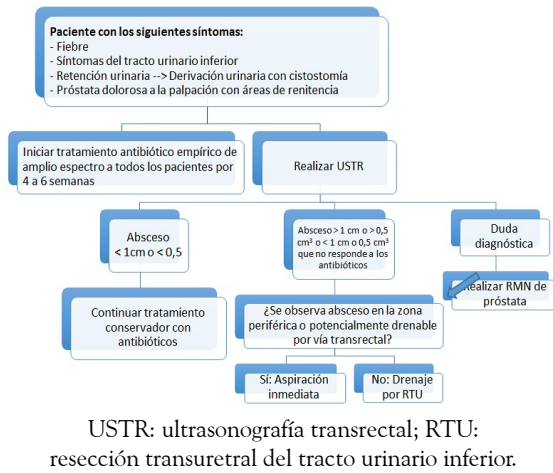 Paciente con los siguientes síntomas:
- Fiebre
- Síntomas del tracto urinario inferior
- Retención urinaria --> Derivación urinaria con cistostomía
- Próstata dolorosa a la palpación con áreas de renitencia
Iniciar tratamiento antibiótico empírico de
amplio espectro a todos los pacientes por
4 a 6 semanas
Realizar USTR
Absceso
< 1cm o < 0,5
Absceso > 1 cm o > 0,5
cm³ o < 1 cm o 0,5 cm³
que no responde a los
antibióticos
Duda
diagnóstica
Continuar tratamiento
conservador con
antibióticos
¿Se observa absceso en la zona
periférica o potencialmente drenable
por vía transrectal?
Realizar RMN de
próstata
Sí: Aspiración
inmediata
No: Drenaje
por RTU
USTR: ultrasonografía transrectal; RTU:
resección transuretral del tracto urinario inferior.